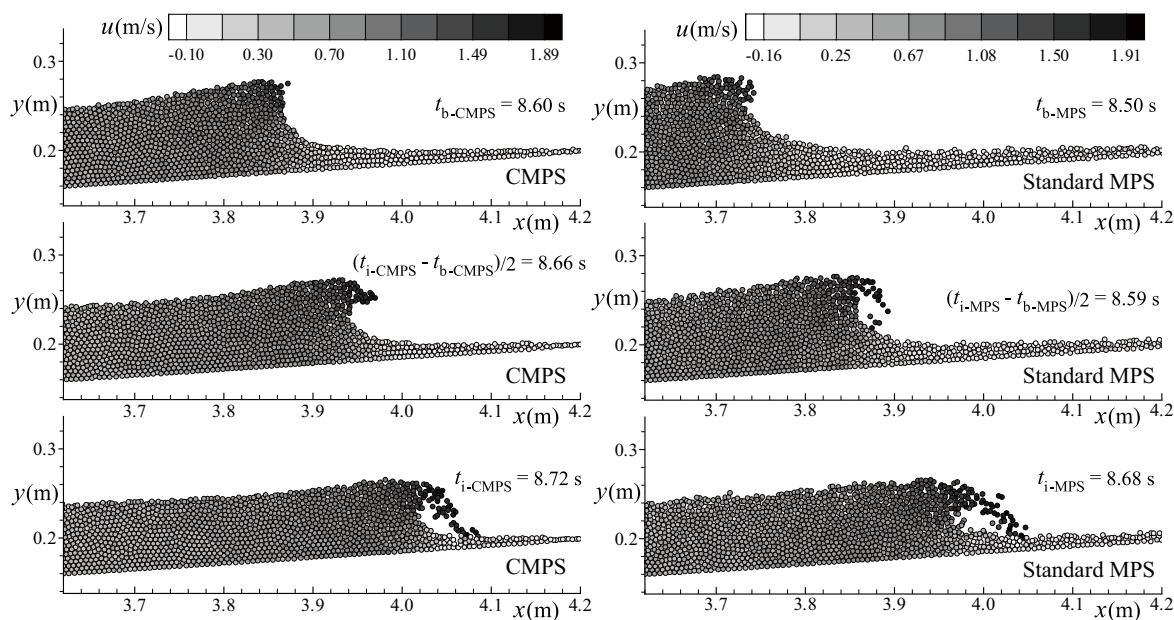 u(m/s)
-0.10 0.30 0.70 1.10 1.49 1.89
0.3
y(m)
0.2
t_b-CMPS = 8.60 s
CMPS
3.7 3.8 3.9 4.0 4.1 4.2
x(m)
u(m/s)
-0.16 0.25 0.67 1.08 1.50 1.91
0.3
y(m)
0.2
t_b-MPS = 8.50 s
Standard MPS
3.7 3.8 3.9 4.0 4.1 4.2
x(m)
0.3
y(m)
0.2
(t_i-CMPS - t_b-CMPS)/2 = 8.66 s
CMPS
3.7 3.8 3.9 4.0 4.1 4.2
x(m)
0.3
y(m)
0.2
(t_i-MPS - t_b-MPS)/2 = 8.59 s
Standard MPS
3.7 3.8 3.9 4.0 4.1 4.2
x(m)
0.3
y(m)
0.2
t_i-CMPS = 8.72 s
CMPS
3.7 3.8 3.9 4.0 4.1 4.2
x(m)
0.3
y(m)
0.2
t_i-MPS = 8.68 s
Standard MPS
3.7 3.8 3.9 4.0 4.1 4.2
x(m)